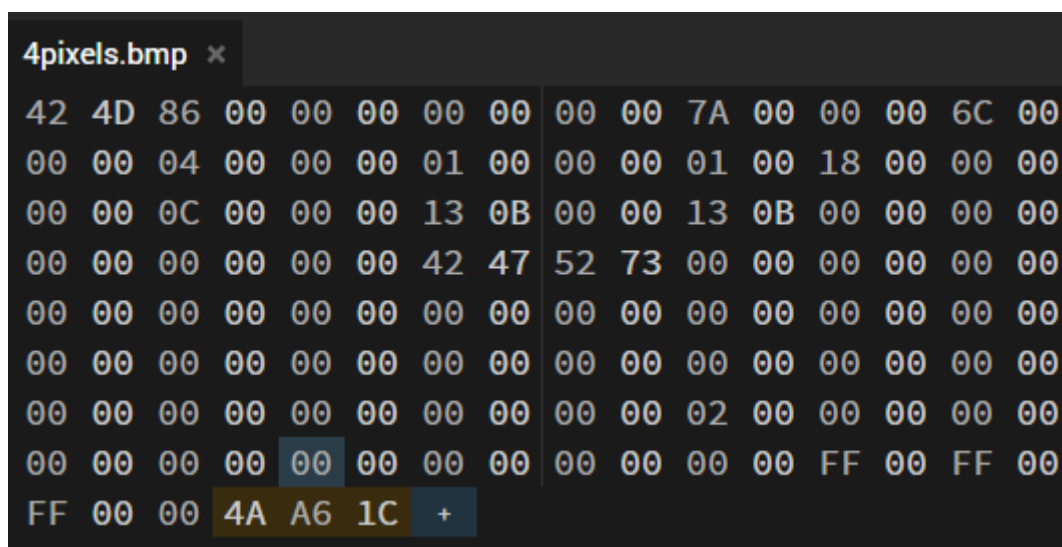 4pixels.bmp ×
42 4D 86 00 00 00 00 00 00 00 7A 00 00 00 6C 00
00 00 04 00 00 00 01 00 00 00 01 00 18 00 00 00
00 00 0C 00 00 00 13 0B 00 00 13 0B 00 00 00 00
00 00 00 00 00 00 42 47 52 73 00 00 00 00 00 00
00 00 00 00 00 00 00 00 00 00 00 00 00 00 00 00
00 00 00 00 00 00 00 00 00 00 00 00 00 00 00 00
00 00 00 00 00 00 00 00 00 00 02 00 00 00 00 00
00 00 00 00 00 00 00 00 00 00 00 00 FF 00 FF 00
FF 00 00 4A A6 1C +